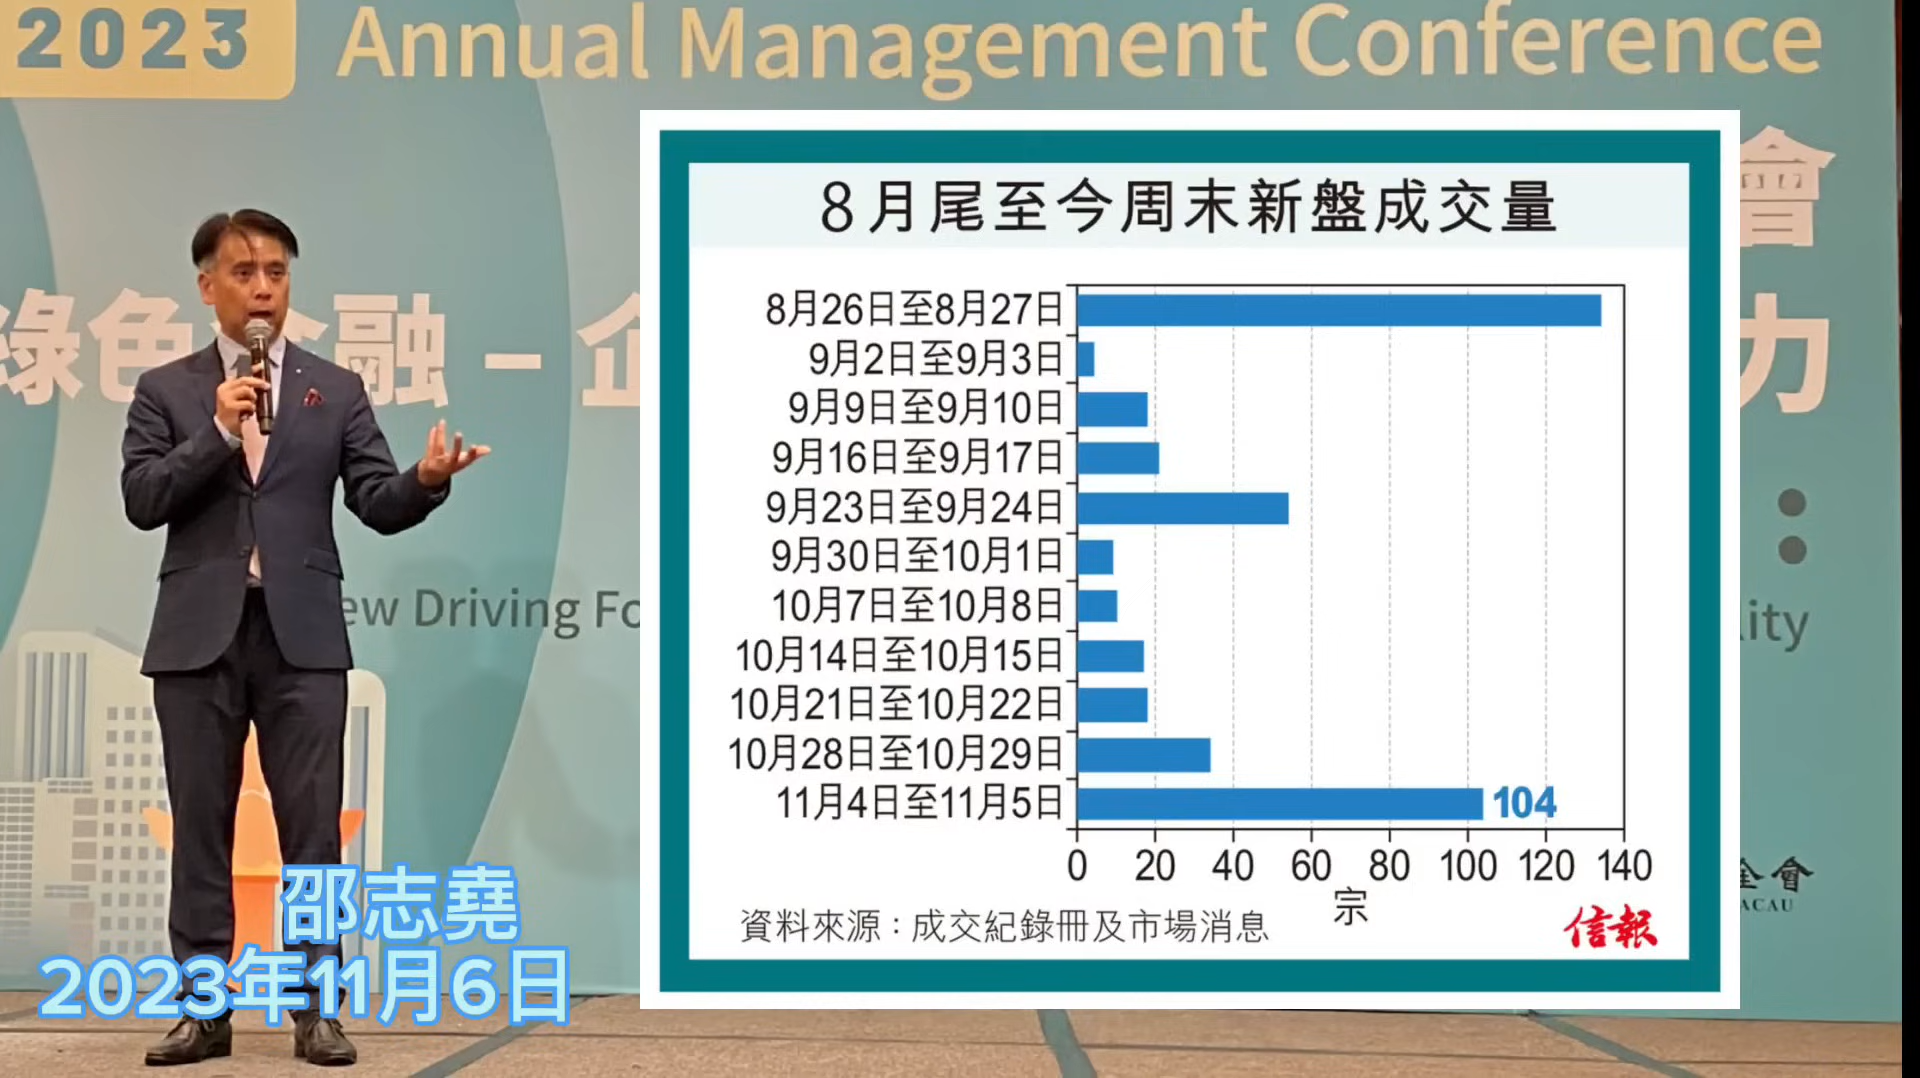 2023 Annual Management Conference
會
綠色金融 – 企
力
ew Driving Fo
ity
8月尾至今周末新盤成交量
8月26日至8月27日
9月2日至9月3日
9月9日至9月10日
9月16日至9月17日
9月23日至9月24日
9月30日至10月1日
10月7日至10月8日
10月14日至10月15日
10月21日至10月22日
10月28日至10月29日
11月4日至11月5日 104
0 20 40 60 80 100 120 140
宗
資料來源：成交紀錄冊及市場消息
信報
金會
ACAU
邵志堯
2023年11月6日